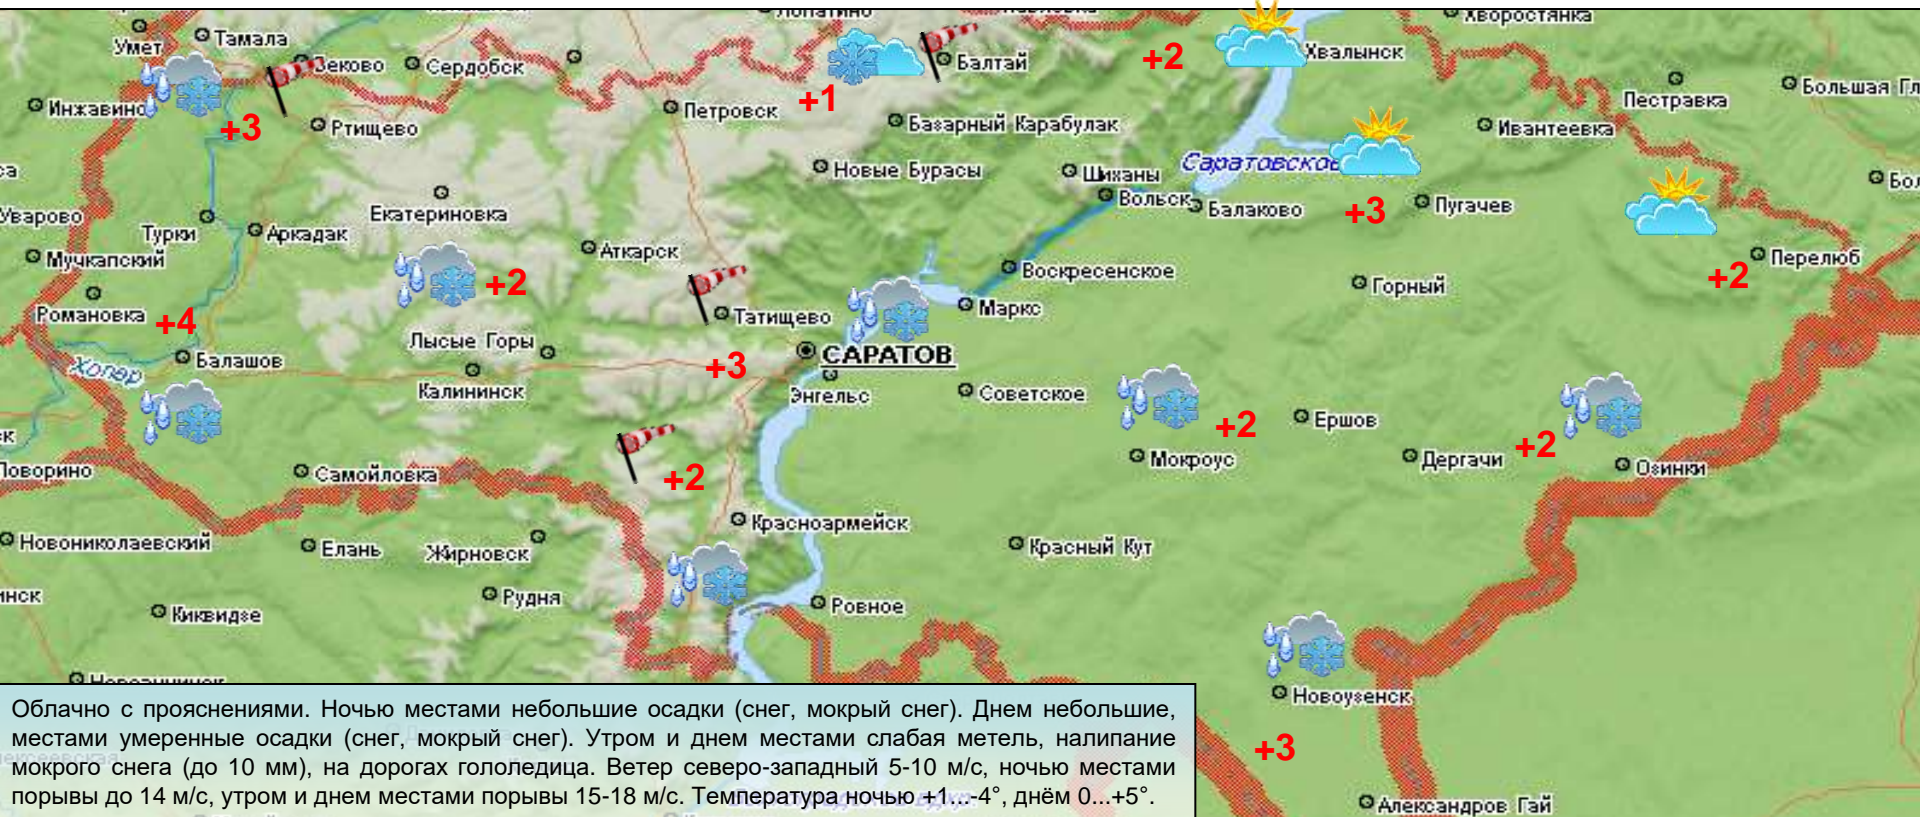 Лопатино
Хворостянка
Умет
Тамала
Зеково
Сердобск
Балтай
+2
Хвалынск
Инжавино
+3
Ртищево
Петровск
+1
Базарный Карабулак
Ивантеевка
Пестравка
Большая Гл
Новые Бурасы
Шиханы
Саратовское
Вольск
Балаково
+3
Пугачев
Бол
Уварово
Турки
Екатериновка
Аркадак
Мучкапский
Аткарск
Воскресенское
Горный
+2
Перелюб
Романовка
+4
+2
Татищево
Маркс
Хопер
Балашов
Лысые Горы
Калининск
+3
САРАТОВ
Энгельс
Советское
+2
Ершов
Мокроус
Дергачи
+2
Озинки
Поворино
Самойловка
+2
Красноармейск
Новониколаевский
Елань
Жирновск
Красный Кут
инск
Киквидзе
Рудня
Ровное
Новоузенск
+3
Александров Гай
Облачно с прояснениями. Ночью местами небольшие осадки (снег, мокрый снег). Днем небольшие,
местами умеренные осадки (снег, мокрый снег). Утром и днем местами слабая метель, налипание
мокрого снега (до 10 мм), на дорогах гололедица. Ветер северо-западный 5-10 м/с, ночью местами
порывы до 14 м/с, утром и днем местами порывы 15-18 м/с. Температура ночью +1...-4°, днём 0...+5°.